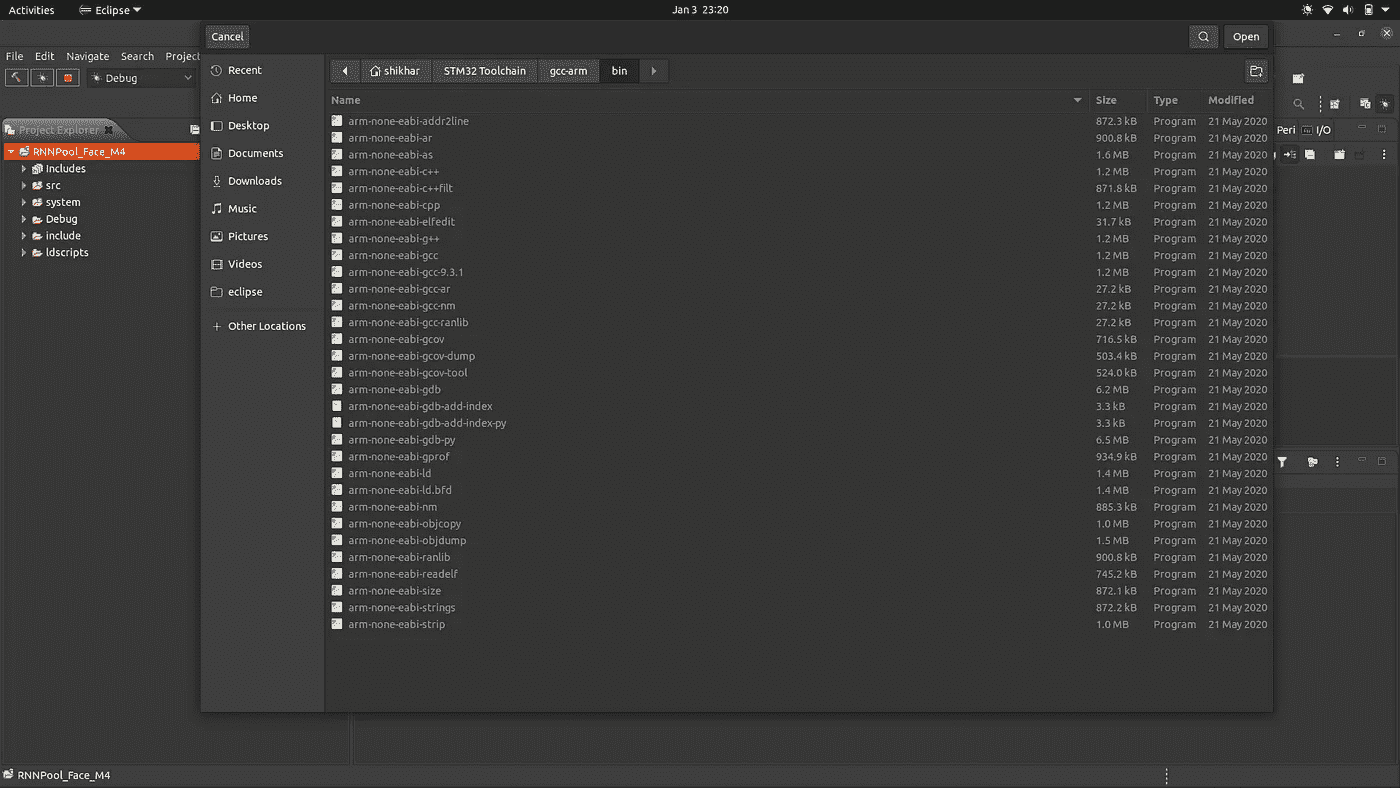 Activities Eclipse Jan 3 23:20
Cancel Open
File Edit Navigate Search Project
Debug
Project Explorer
RNNPool_Face_M4
Includes
src
system
Debug
include
ldscripts
Recent
Home
Desktop
Documents
Downloads
Music
Pictures
Videos
eclipse
Other Locations
shikhar STM32 Toolchain gcc-arm bin
Name Size Type Modified
arm-none-eabi-addr2line 872.3 kB Program 21 May 2020
arm-none-eabi-ar 900.8 kB Program 21 May 2020
arm-none-eabi-as 1.6 MB Program 21 May 2020
arm-none-eabi-c++ 1.2 MB Program 21 May 2020
arm-none-eabi-c++filt 871.8 kB Program 21 May 2020
arm-none-eabi-cpp 1.2 MB Program 21 May 2020
arm-none-eabi-elfedit 31.7 kB Program 21 May 2020
arm-none-eabi-g++ 1.2 MB Program 21 May 2020
arm-none-eabi-gcc 1.2 MB Program 21 May 2020
arm-none-eabi-gcc-9.3.1 1.2 MB Program 21 May 2020
arm-none-eabi-gcc-ar 27.2 kB Program 21 May 2020
arm-none-eabi-gcc-nm 27.2 kB Program 21 May 2020
arm-none-eabi-gcc-ranlib 27.2 kB Program 21 May 2020
arm-none-eabi-gcov 716.5 kB Program 21 May 2020
arm-none-eabi-gcov-dump 503.4 kB Program 21 May 2020
arm-none-eabi-gcov-tool 524.0 kB Program 21 May 2020
arm-none-eabi-gdb 6.2 MB Program 21 May 2020
arm-none-eabi-gdb-add-index 3.3 kB Program 21 May 2020
arm-none-eabi-gdb-add-index-py 3.3 kB Program 21 May 2020
arm-none-eabi-gdb-py 6.5 MB Program 21 May 2020
arm-none-eabi-gprof 934.9 kB Program 21 May 2020
arm-none-eabi-ld 1.4 MB Program 21 May 2020
arm-none-eabi-ld.bfd 1.4 MB Program 21 May 2020
arm-none-eabi-nm 885.3 kB Program 21 May 2020
arm-none-eabi-objcopy 1.0 MB Program 21 May 2020
arm-none-eabi-objdump 1.5 MB Program 21 May 2020
arm-none-eabi-ranlib 900.8 kB Program 21 May 2020
arm-none-eabi-readelf 745.2 kB Program 21 May 2020
arm-none-eabi-size 872.1 kB Program 21 May 2020
arm-none-eabi-strings 872.2 kB Program 21 May 2020
arm-none-eabi-strip 1.0 MB Program 21 May 2020
Peri I/O
RNNPool_Face_M4